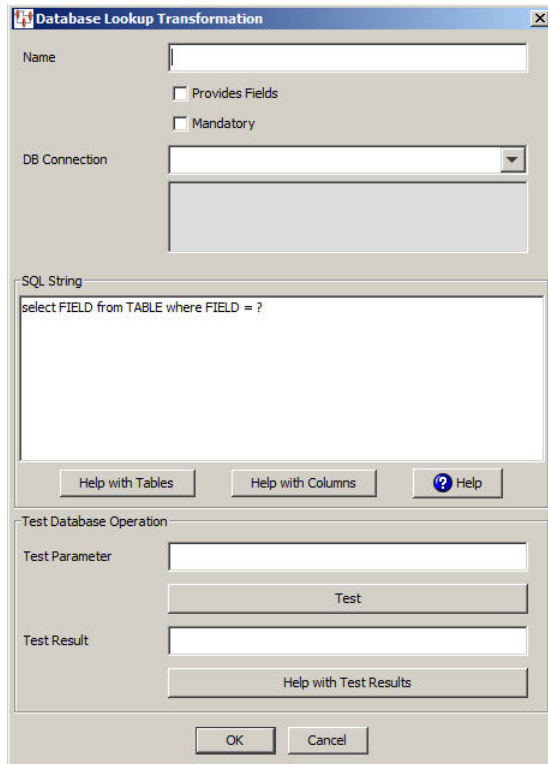 Database Lookup Transformation
Name
Provides Fields
Mandatory
DB Connection
SQL String
select FIELD from TABLE where FIELD = ?
Help with Tables Help with Columns Help
Test Database Operation
Test Parameter
Test
Test Result
Help with Test Results
OK Cancel